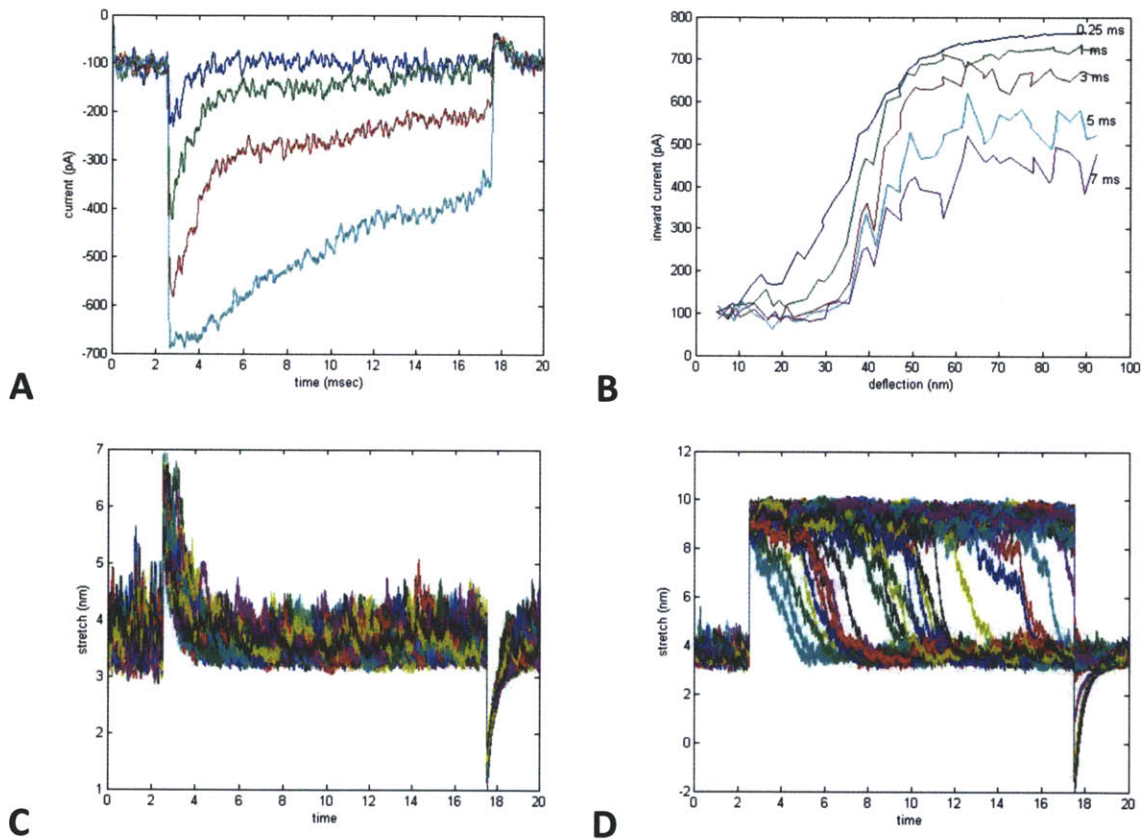 0
-100
-200
-300
-400
-500
-600
-700
current (pA)
0 2 4 6 8 10 12 14 16 18 20
time (msec)
A
800
700
600
500
400
300
200
100
0
inward current (pA)
0.25 ms
1 ms
3 ms
5 ms
7 ms
0 10 20 30 40 50 60 70 80 90 100
deflection (nm)
B
7
6
5
4
3
2
1
stretch (nm)
0 2 4 6 8 10 12 14 16 18 20
time
C
12
10
8
6
4
2
0
-2
stretch (nm)
0 2 4 6 8 10 12 14 16 18 20
time
D